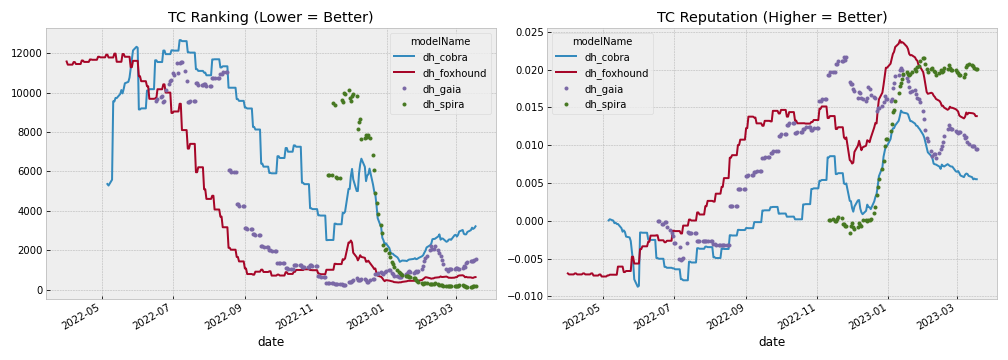 TC Ranking (Lower = Better)
12000
10000
8000
6000
4000
2000
0
modelName
dh_cobra
dh_foxhound
dh_gaia
dh_spira
2022-05
2022-07
2022-09
2022-11
2023-01
2023-03
date
TC Reputation (Higher = Better)
0.025
0.020
0.015
0.010
0.005
0.000
−0.005
−0.010
modelName
dh_cobra
dh_foxhound
dh_gaia
dh_spira
2022-05
2022-07
2022-09
2022-11
2023-01
2023-03
date